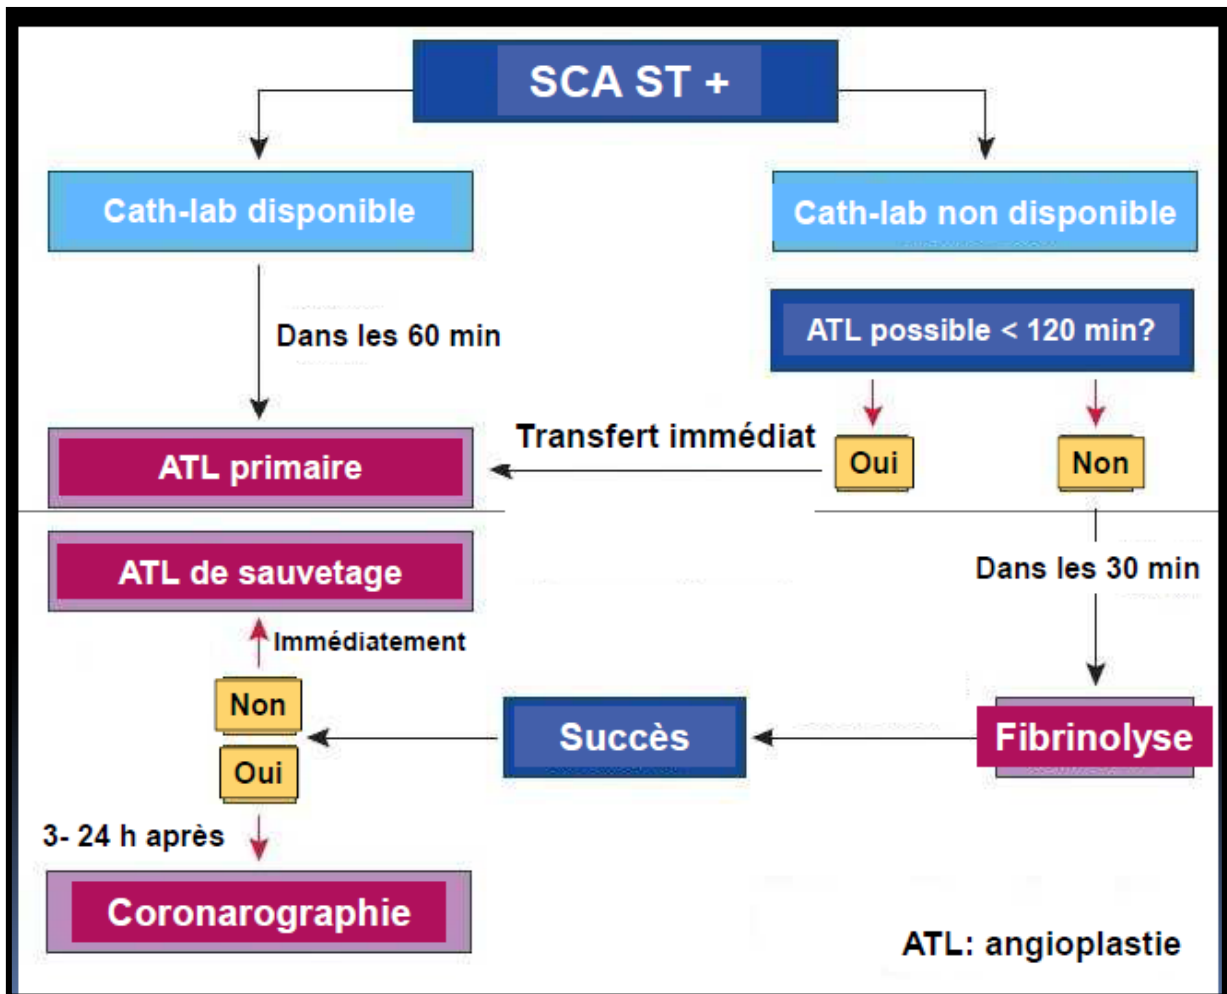 SCA ST +
Cath-lab disponible
Cath-lab non disponible
Dans les 60 min
ATL possible < 120 min?
Transfert immédiat
Oui
Non
ATL primaire
ATL de sauvetage
Dans les 30 min
Immédiatement
Non
Oui
Succès
Fibrinolyse
3- 24 h après
Coronarographie
ATL: angioplastie